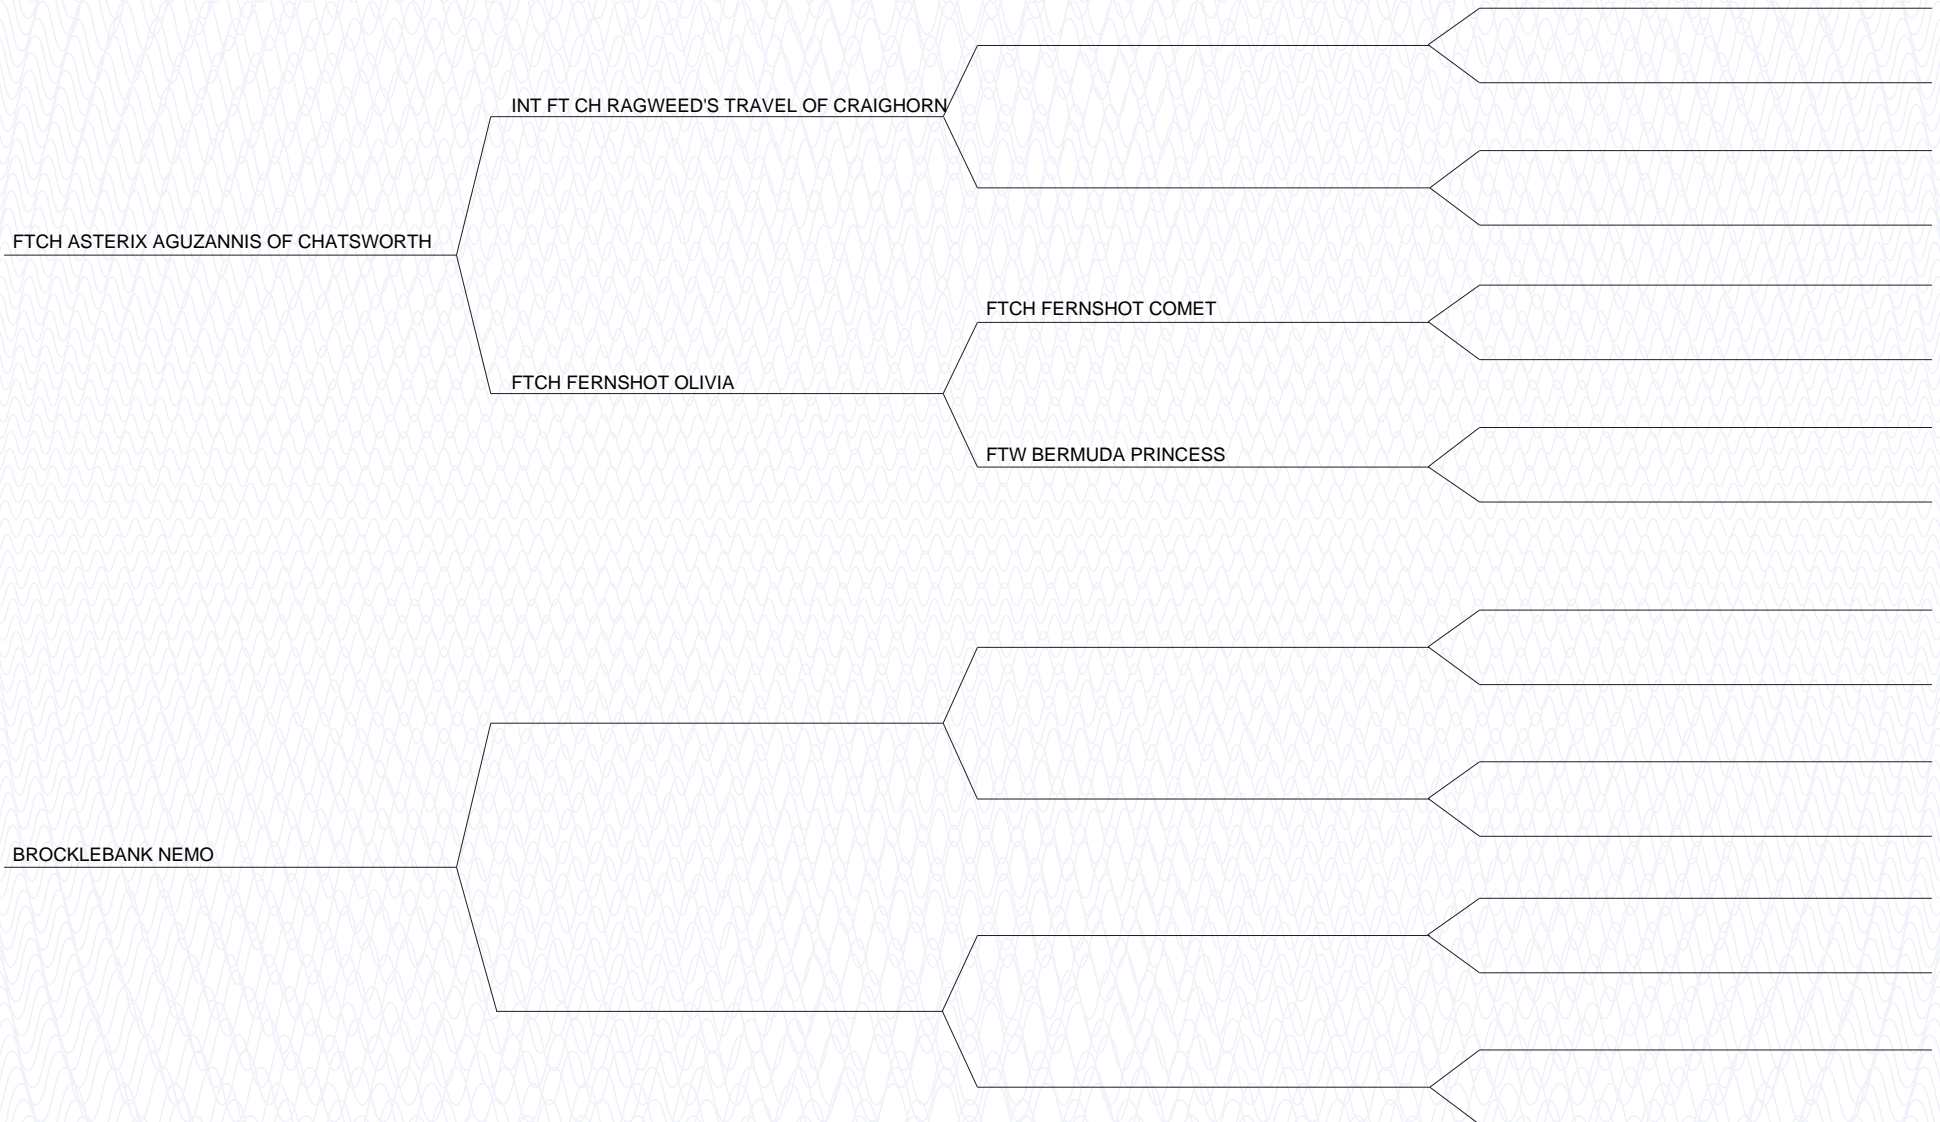 INT FT CH RAGWEED'S TRAVEL OF CRAIGHORN
FTCH ASTERIX AGUZANNIS OF CHATSWORTH
FTCH FERNSHOT COMET
FTCH FERNSHOT OLIVIA
FTW BERMUDA PRINCESS
BROCKLEBANK NEMO